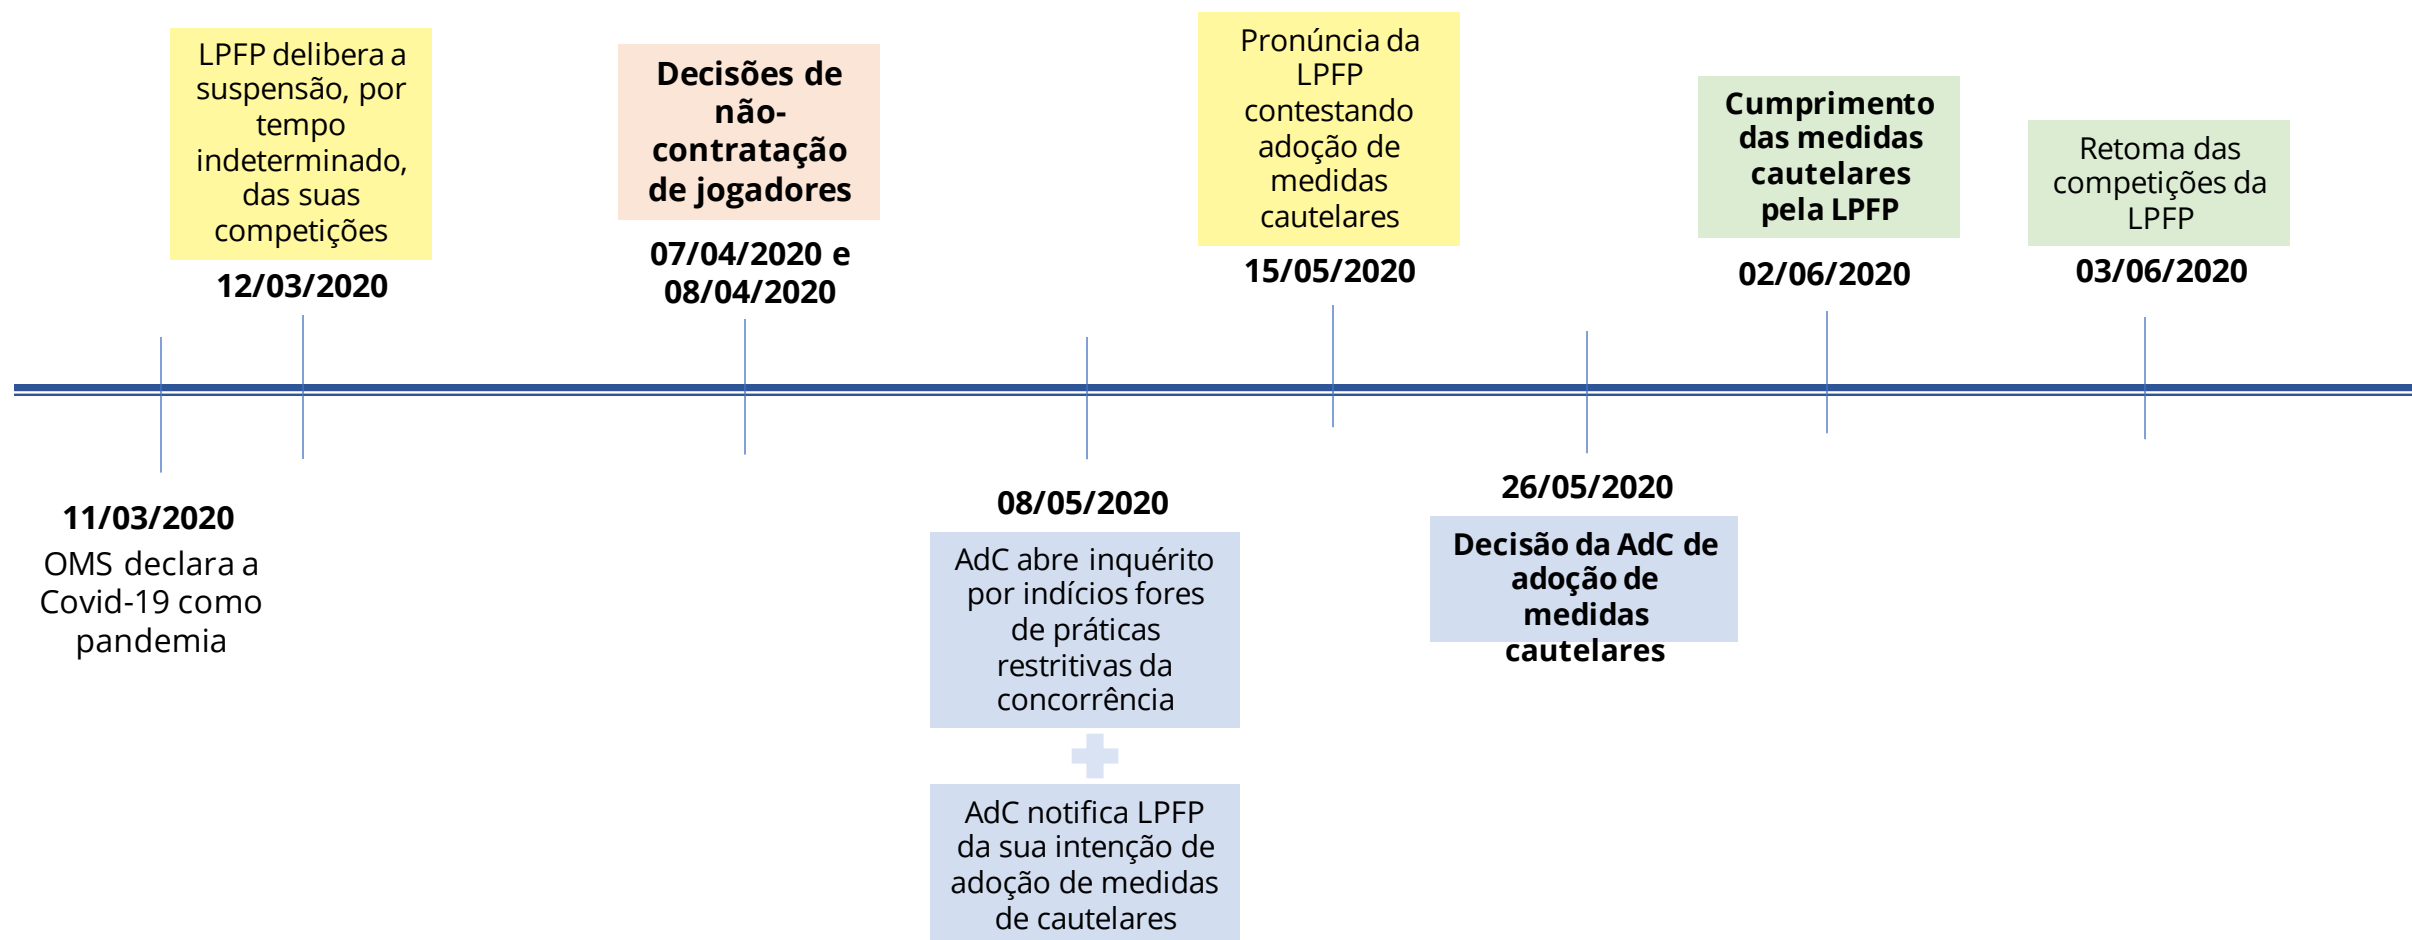 LPFP delibera a
suspensão, por
tempo
indeterminado,
das suas
competições
12/03/2020
Decisões de
não-
contratação
de jogadores
07/04/2020 e
08/04/2020
Pronúncia da
LPFP
contestando
adoção de
medidas
cautelares
15/05/2020
Cumprimento
das medidas
cautelares
pela LPFP
02/06/2020
Retoma das
competições da
LPFP
03/06/2020
11/03/2020
OMS declara a
Covid-19 como
pandemia
08/05/2020
AdC abre inquérito
por indícios fores
de práticas
restritivas da
concorrência
AdC notifica LPFP
da sua intenção de
adoção de medidas
de cautelares
26/05/2020
Decisão da AdC de
adoção de
medidas
cautelares